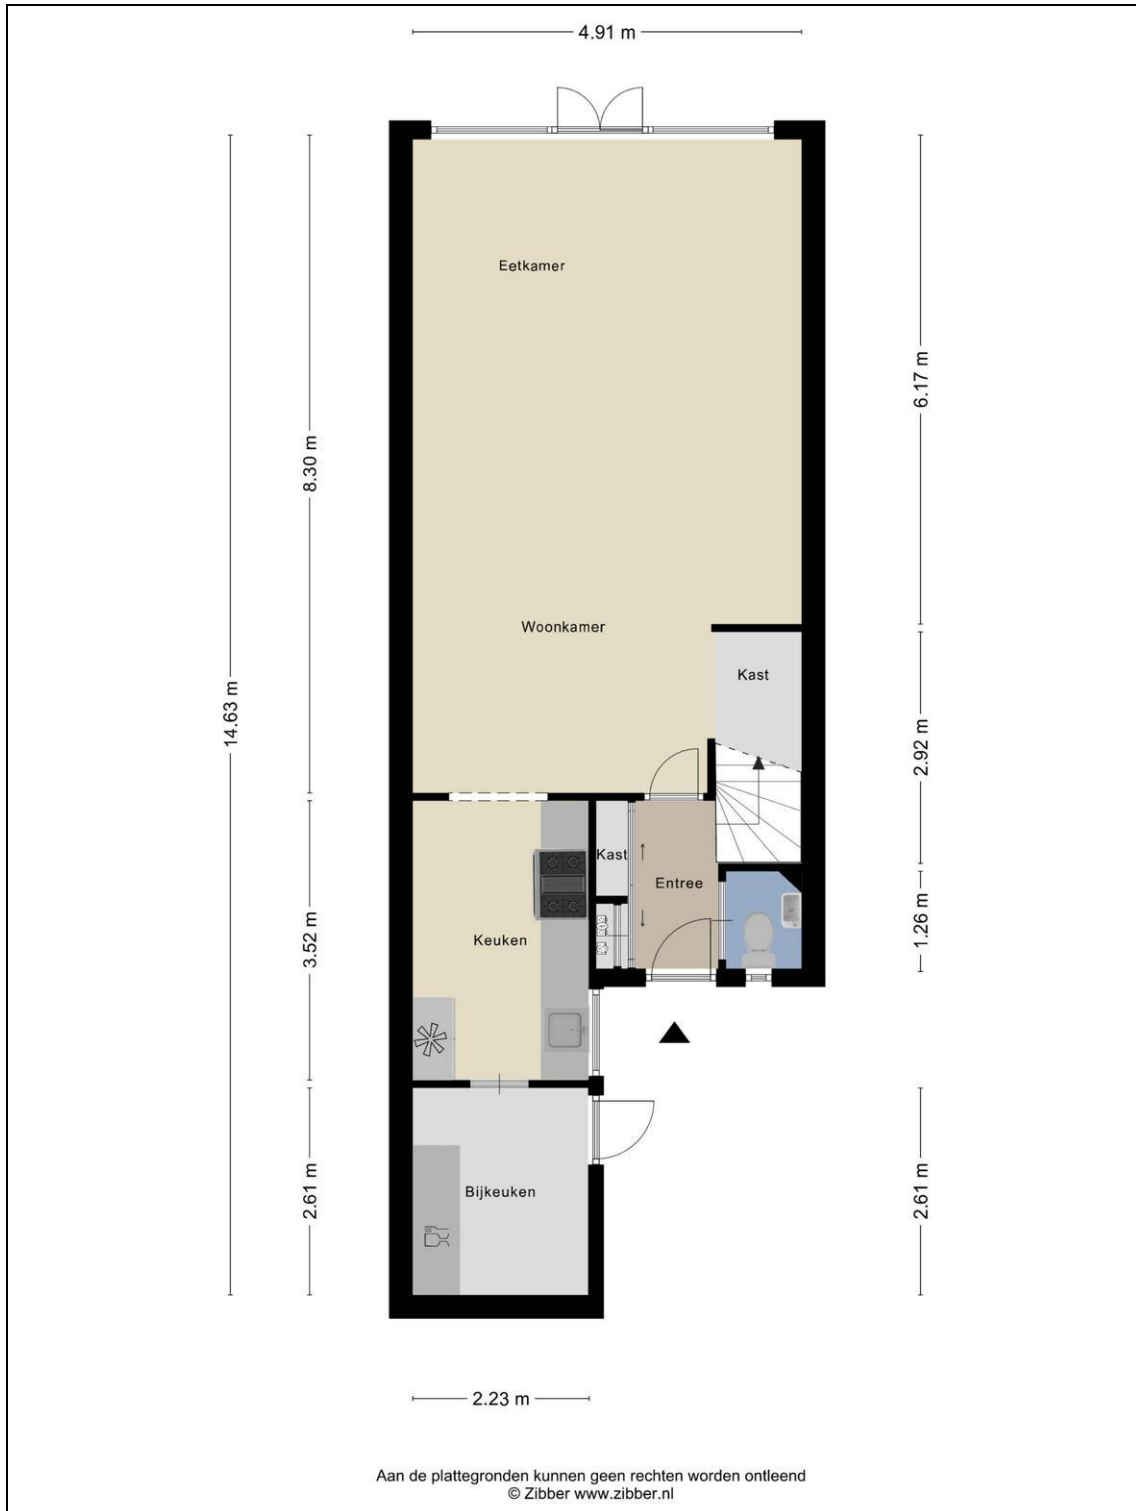 4.91 m
Eetkamer
6.17 m
8.30 m
Woonkamer
Kast
14.63 m
2.92 m
Kast
Entree
1.26 m
Keuken
3.52 m
Bijkeuken
2.61 m
2.61 m
2.23 m
Aan de plattegronden kunnen geen rechten worden ontleend
© Zibber www.zibber.nl